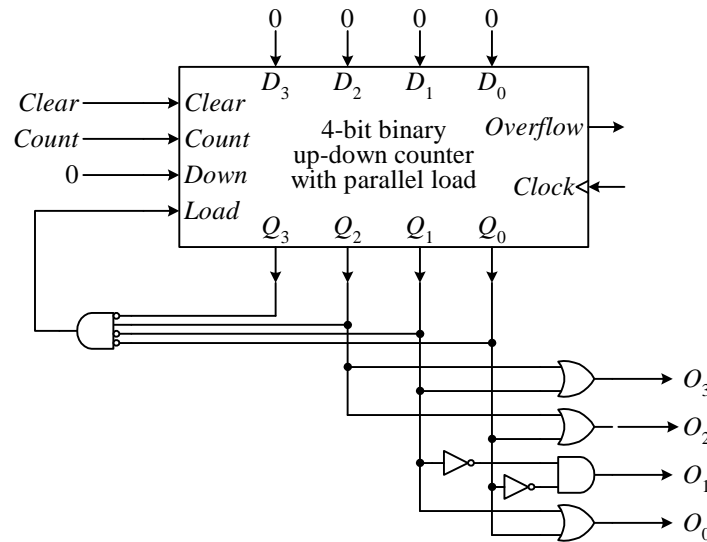 0 0 0 0
D3 D2 D1 D0
Clear Clear
Count Count
0 Down
Load
4-bit binary
up-down counter
with parallel load
Overflow
Clock
Q3 Q2 Q1 Q0
O3
O2
O1
O0